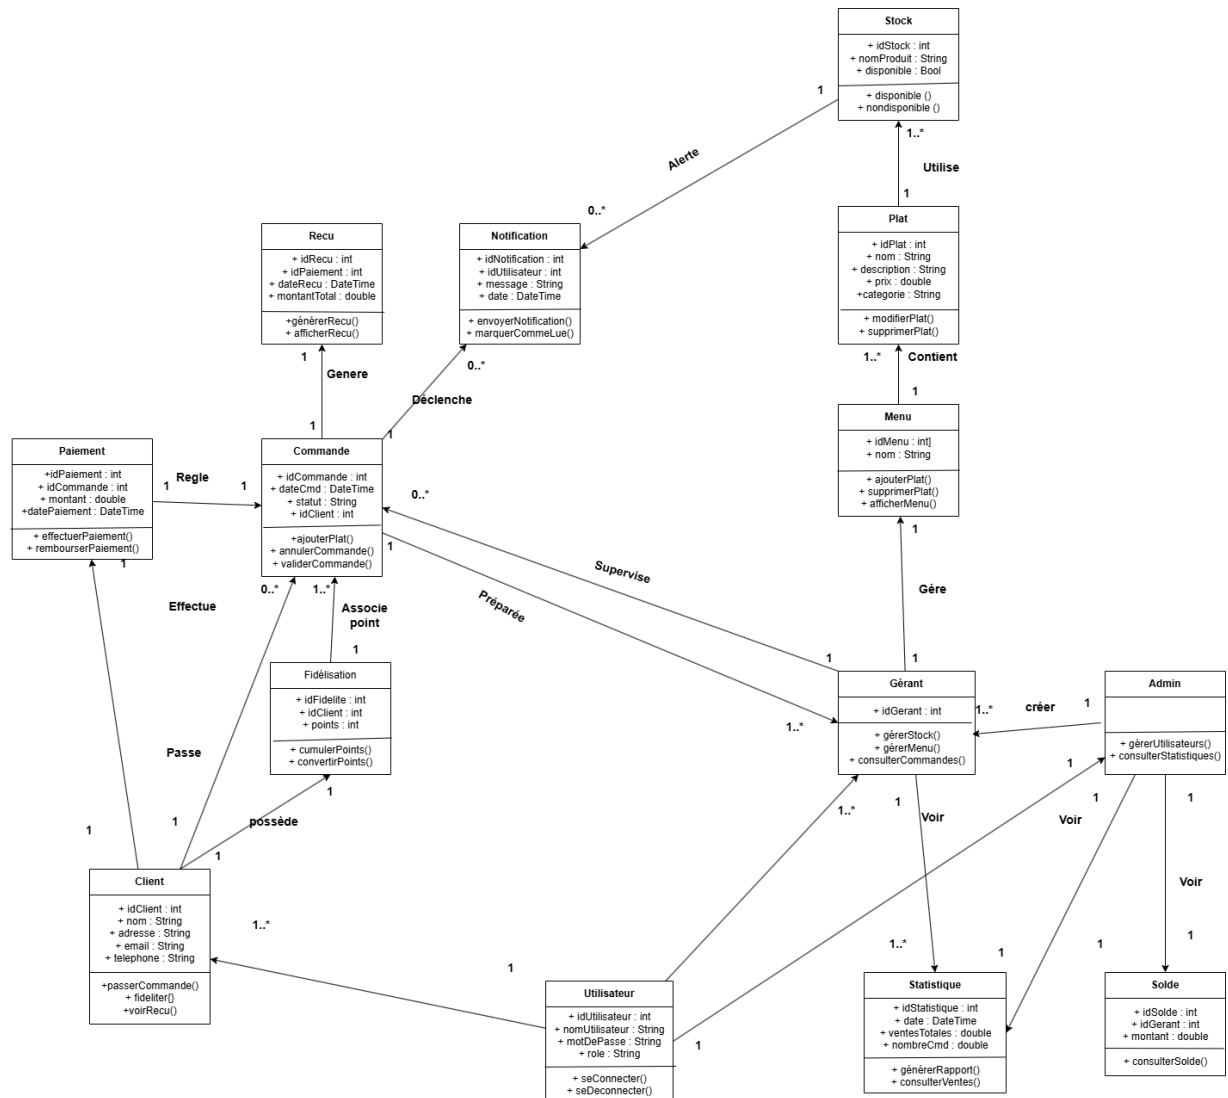 Stock
+ idStock : int
+ nomProduit : String
+ disponible : Bool
+ disponible ()
+ nondisponible ()
1
1..*
Alerte
Utilise
0..*
1
Recu
+ idRecu : int
+ idPaiement : int
+ dateRecu : DateTime
+ montantTotal : double
+générerRecu()
+ afficherRecu()
Notification
+ idNotification : int
+ idUtilisateur : int
+ message : String
+ date : DateTime
+ envoyerNotification()
+ marquerCommeLue()
Plat
+ idPlat : int
+ nom : String
+ description : String
+ prix : double
+categorie : String
+ modifierPlat()
+ supprimerPlat()
1
0..*
1..*
Contient
Genere
Déclenche
1
1
1
Menu
+ idMenu : int]
+ nom : String
+ajouterPlat()
+ supprimerPlat()
+ afficherMenu()
Paiement
+idPaiement : int
+ idCommande : int
+ montant : double
+datePaiement : DateTime
+ effectuerPaiement()
+ rembourserPaiement()
1
Regle
1
Commande
+ idCommande : int
+ dateCmd : DateTime
+ statut : String
+ idClient : int
+ajouterPlat()
+ annulerCommande()
+ validerCommande()
0..*
1
1
1
0..*
1..*
Supervise
Préparée
Gère
Effectue
Associe
point
1
1
1
Fidélisation
+ idFidelite : int
+ idClient : int
+ points : int
+ cumulerPoints()
+ convertirPoints()
Gérant
+ idGerant : int
+ gérerStock()
+ gérerMenu()
+ consulterCommandes()
1..*
1..*
créer
1
Admin
+ gérerUtilisateurs()
+ consulterStatistiques()
Passe
1
1
1
1
1
possède
1..*
Voir
Voir
1
1
1
Voir
Client
+ idClient : int
+ nom : String
+ adresse : String
+ email : String
+ telephone : String
+passerCommande()
+ fideliter{}
+voirRecu()
1..*
1
1..*
1
1
1
Utilisateur
+ idUtilisateur : int
+ nomUtilisateur : String
+ motDePasse : String
+ role : String
+ seConnecter()
+ seDeconnecter()
Statistique
+ idStatistique : int
+ date : DateTime
+ ventesTotales : double
+ nombreCmd : double
+ générerRapport()
+ consulterVentes()
Solde
+ idSolde : int
+ idGerant : int
+ montant : double
+ consulterSolde()